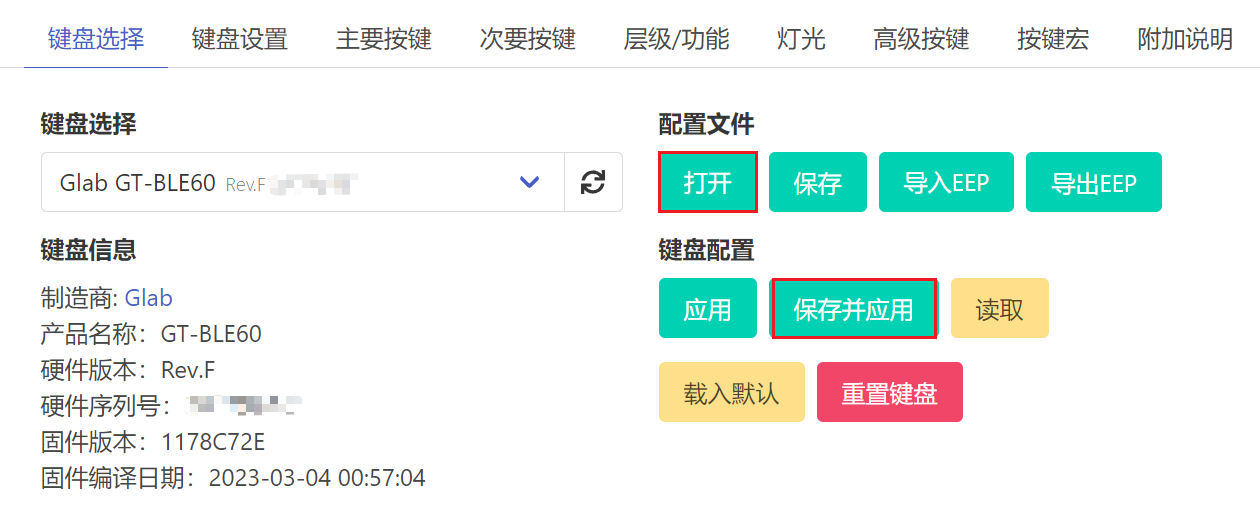 键盘选择 键盘设置 主要按键 次要按键 层级/功能 灯光 高级按键 按键宏 附加说明
键盘选择
Glab GT-BLE60 Rev.F
键盘信息
制造商: Glab
产品名称：GT-BLE60
硬件版本：Rev.F
硬件序列号：
固件版本：1178C72E
固件编译日期：2023-03-04 00:57:04
配置文件
打开 保存 导入EEP 导出EEP
键盘配置
应用 保存并应用 读取
载入默认 重置键盘